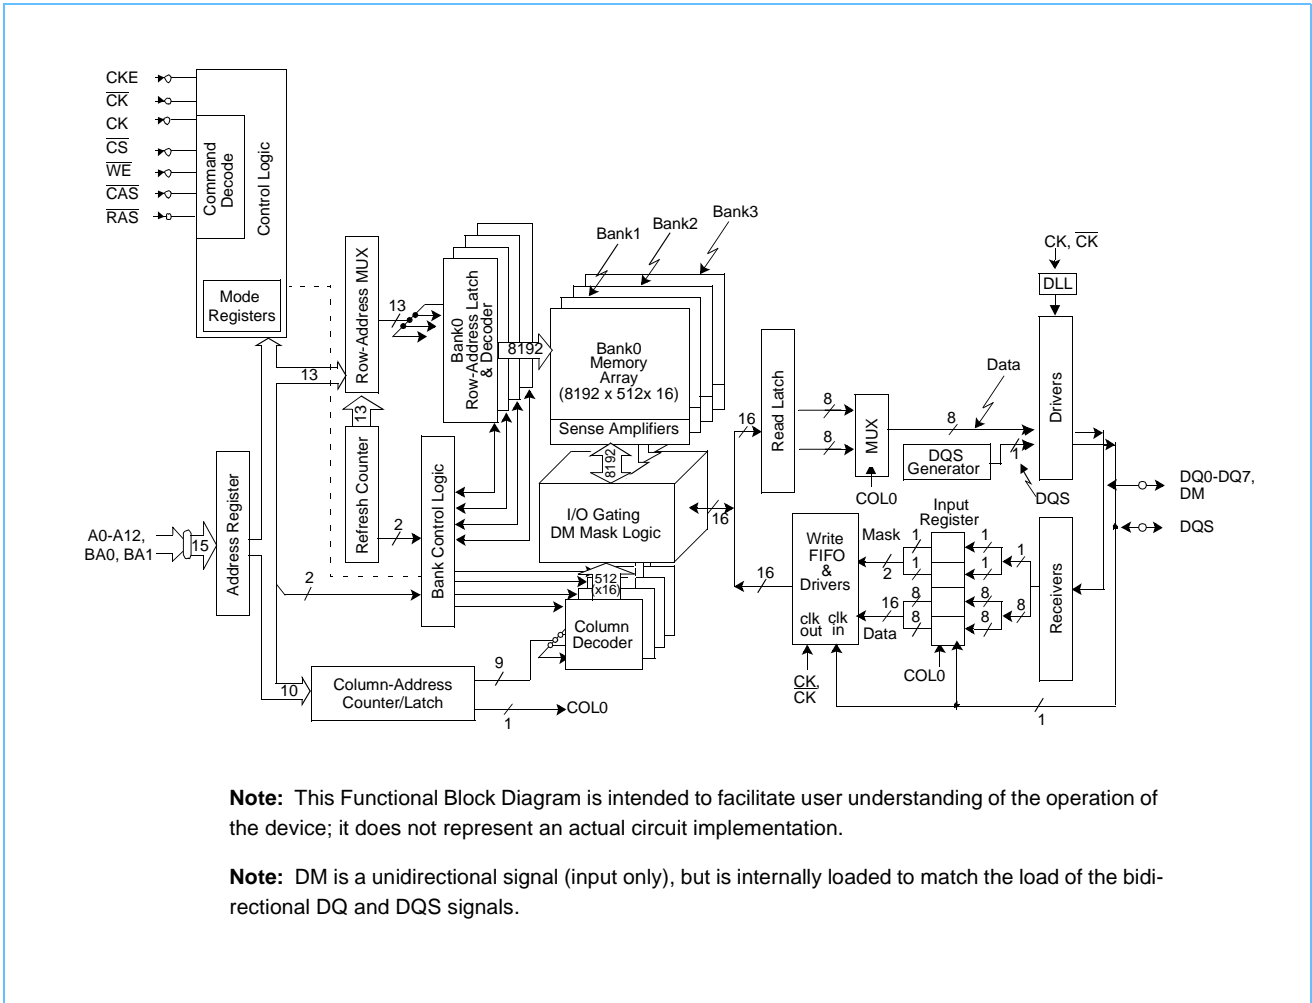 CKE
CK
CK
CS
WE
CAS
RAS
Command
Decode
Control Logic
Mode
Registers
Row-Address MUX
13
13
13
Refresh Counter
2
Bank0
Row-Address Latch
& Decoder
8192
Bank1
Bank2
Bank3
Bank0
Memory
Array
(8192 x 512x 16)
Sense Amplifiers
8192
I/O Gating
DM Mask Logic
16
Bank Control Logic
A0-A12,
BA0, BA1
15
Address Register
2
512
(x16)
Column
Decoder
10
Column-Address
Counter/Latch
9
1
COL0
16
Read Latch
8
8
MUX
COL0
8
Data
DQS
Generator
1
DQS
CK, CK
DLL
Drivers
DQ0-DQ7,
DM
DQS
16
Write
FIFO
&
Drivers
clk
out
clk
in
CK,
CK
Mask
2
16
Data
1
1
8
8
Input
Register
COL0
1
1
8
8
1
8
Receivers
1
Note: This Functional Block Diagram is intended to facilitate user understanding of the operation of
the device; it does not represent an actual circuit implementation.
Note: DM is a unidirectional signal (input only), but is internally loaded to match the load of the bidi-
rectional DQ and DQS signals.